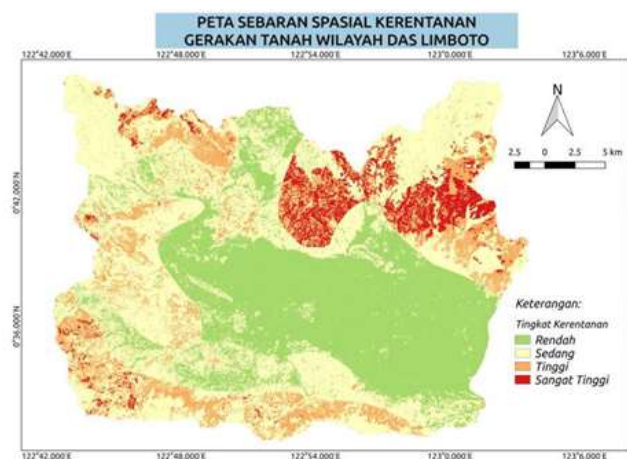 PETA SEBARAN SPASIAL KERENTANAN
GERAKAN TANAH WILAYAH DAS LIMBOTO
122°42.000'E 122°48.000'E 122°54.000'E 123°0.000'E 123°6.000'E
N
2.5 0 2.5 5 km
0°42.000'N
0°36.000'N
Keterangan:
Tingkat Kerentanan
Rendah
Sedang
Tinggi
Sangat Tinggi
122°42.000'E 122°48.000'E 122°54.000'E 123°0.000'E 123°6.000'E